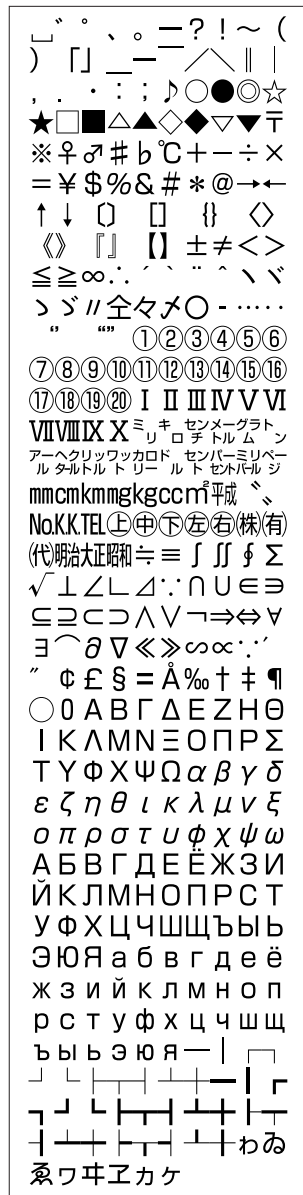 ␣゛゜、。一?!〜(
)「」＿ー ／＼‖｜
，．・：；♪○●◎☆
★□■△▲◇◆▽▼〒
※♀♂♯♭℃＋－÷×
＝￥＄％＆＃＊＠→←
↑↓〔〕［］｛｝〈〉
《》『』【】±≠＜＞
≦≧∞∴´｀¨＾ヽヾ
ゝゞ〃仝々〆〇‐…‥
‘’“”①②③④⑤⑥
⑦⑧⑨⑩⑪⑫⑬⑭⑮⑯
⑰⑱⑲⑳ⅠⅡⅢⅣⅤⅥ
ⅦⅧⅨⅩ㍉㌔㌢㍍㌘㌧
㌃㌶㍑㍗㌍㌦㌣㌫㍊㌻
㎜㎝㎞㎎㎏㏄㎡㍻〝〟
№㏍℡㊤㊥㊦㊧㊨㈱㈲
㈹㍾㍽㍼≒≡∫∬∮Σ
√⊥∠∟⊿∵∩∪∈∋
⊆⊇⊂⊃∧∨￢⇒⇔∀
∃⌒∂∇≪≫∽∝∵′
″￠￡§＝Å‰†‡¶
◯０ΑΒΓΔΕΖΗΘ
ΙΚΛΜΝΞΟΠΡΣ
ΤΥΦΧΨΩαβγδ
εζηθικλμνξ
οπρστυφχψω
АБВГДЕЁЖЗИ
ЙКЛМНОПРСТ
УФХЦЧШЩЪЫЬ
ЭЮЯабвгдеё
жзийклмноп
рстуфхцчшщ
ъыьэюя─│┌┐
┘└├┬┤┴┼━┃┏
┓┛┗┣┳┫┻╋┠┯
┨┷┿┝┰┥┸╂ゎゐ
ゑヮヰヱヵヶ